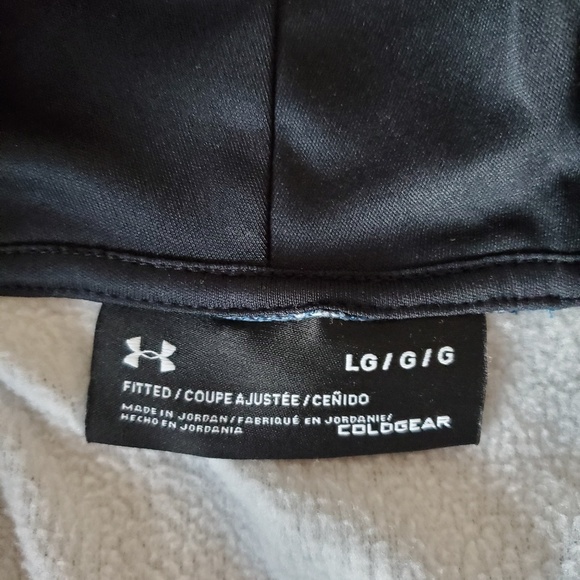 LG / G / G
FITTED / COUPE AJUSTÉE / CEÑIDO
MADE IN JORDAN / FABRIQUÉ EN JORDANIE /
HECHO EN JORDANIA
COLDGEAR